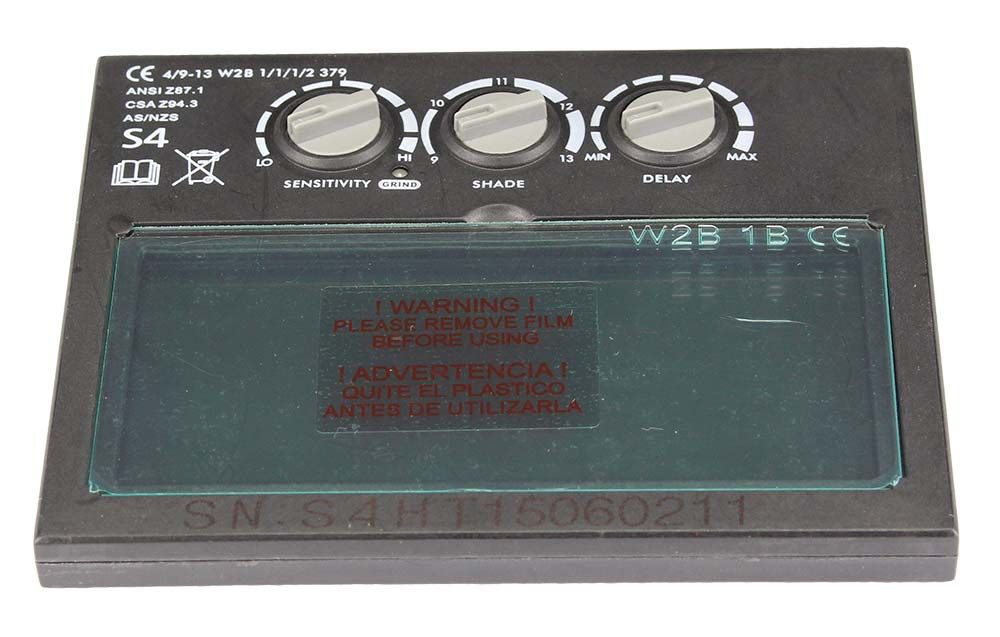 CE 4/9-13 W2B 1/1/1/2 379
ANSI Z87.1
CSA Z94.3
AS/NZS
S4
LO HI
SENSITIVITY GRIND
9 10 11 12 13
SHADE
MIN MAX
DELAY
W2B 1B CE
! WARNING !
PLEASE REMOVE FILM
BEFORE USING
! ADVERTENCIA !
QUITE EL PLASTICO
ANTES DE UTILIZARLA
SN:S4HT15060211